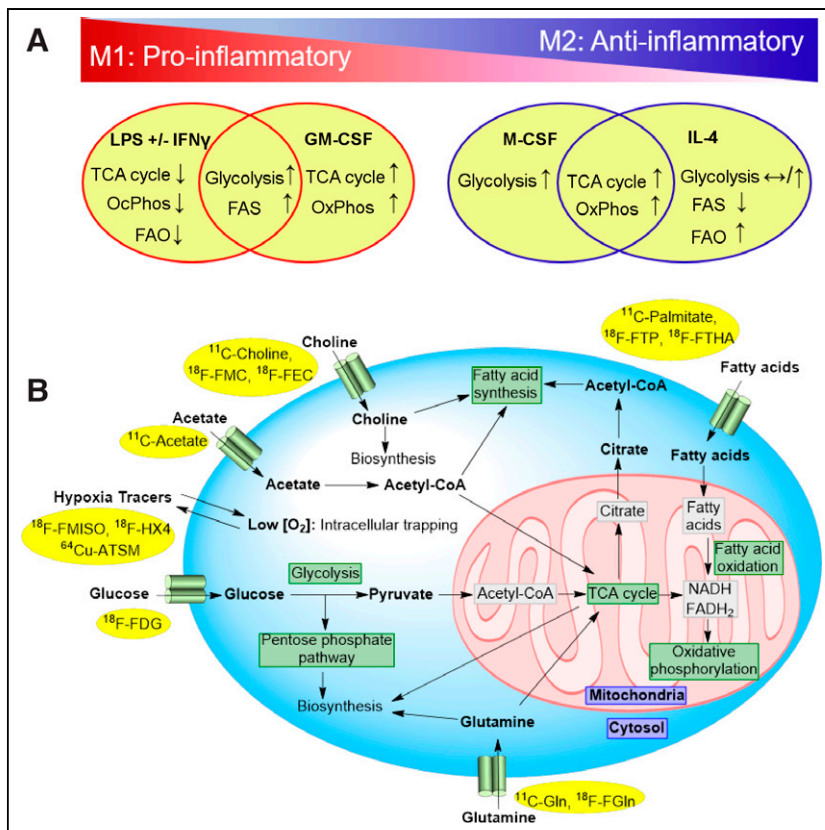 A
M1: Pro-inflammatory
M2: Anti-inflammatory
LPS +/- IFNγ
TCA cycle ↓
OcPhos ↓
FAO ↓
Glycolysis ↑
FAS ↑
GM-CSF
TCA cycle ↑
OxPhos ↑
M-CSF
Glycolysis ↑
TCA cycle ↑
OxPhos ↑
IL-4
Glycolysis ↔/↑
FAS ↓
FAO ↑
B
¹¹C-Choline,
¹⁸F-FMC, ¹⁸F-FEC
Choline
Choline
Biosynthesis
Fatty acid
synthesis
Acetyl-CoA
¹¹C-Palmitate,
¹⁸F-FTP, ¹⁸F-FTHA
Fatty acids
Fatty acids
Acetate
¹¹C-Acetate
Acetate
Acetyl-CoA
Citrate
Citrate
Fatty
acids
Hypoxia Tracers
¹⁸F-FMISO, ¹⁸F-HX4
⁶⁴Cu-ATSM
Low [O₂]: Intracellular trapping
Fatty acid
oxidation
Glucose
¹⁸F-FDG
Glucose
Glycolysis
Pyruvate
Acetyl-CoA
TCA cycle
NADH
FADH₂
Pentose phosphate
pathway
Biosynthesis
Oxidative
phosphorylation
Mitochondria
Cytosol
Glutamine
¹¹C-Gln, ¹⁸F-FGln
Glutamine